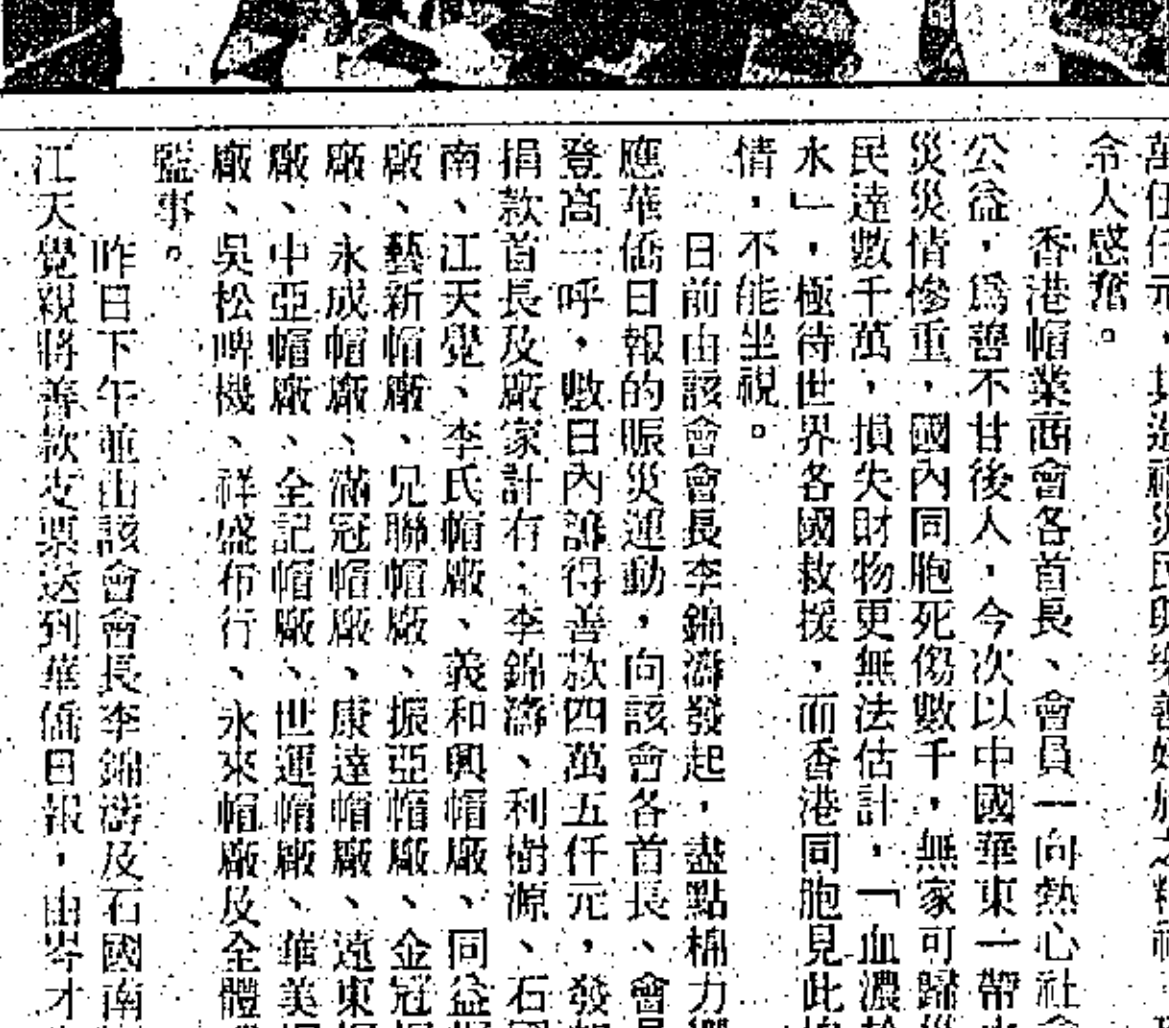 令人感奮。
香港帽業商會各首長、會員一向熱心社
公益，爲善不甘後人，今次以中國華東一帶
災災情慘重，國內同胞死傷數千，無家可歸
民達數千萬，損失財物更無法估計，「血濃
水」，極待世界各國救援，而香港同胞見此
情，不能坐視。
日前由該會會長李錦濤發起，盡點棉力
應華僑日報的賑災運動，向該會各首長、會
登高一呼，數日內籌得善款四萬五仟元，發
捐款首長及廠家計有：李錦濤、利樹源、石
南、江天覺、李氏帽廠、義和興帽廠、同益
廠、藝新帽廠、兄聯帽廠、振亞帽廠、金冠
廠、永成帽廠、滿冠帽廠、康達帽廠、遠東
廠、中亞帽廠、全記帽廠、世運帽廠、華美
廠、吳松啤機、祥盛布行、永來帽廠及全體
監事。
昨日下午並由該會會長李錦濤及石國南
江天覺親將善款支票送到華僑日報，由岑才